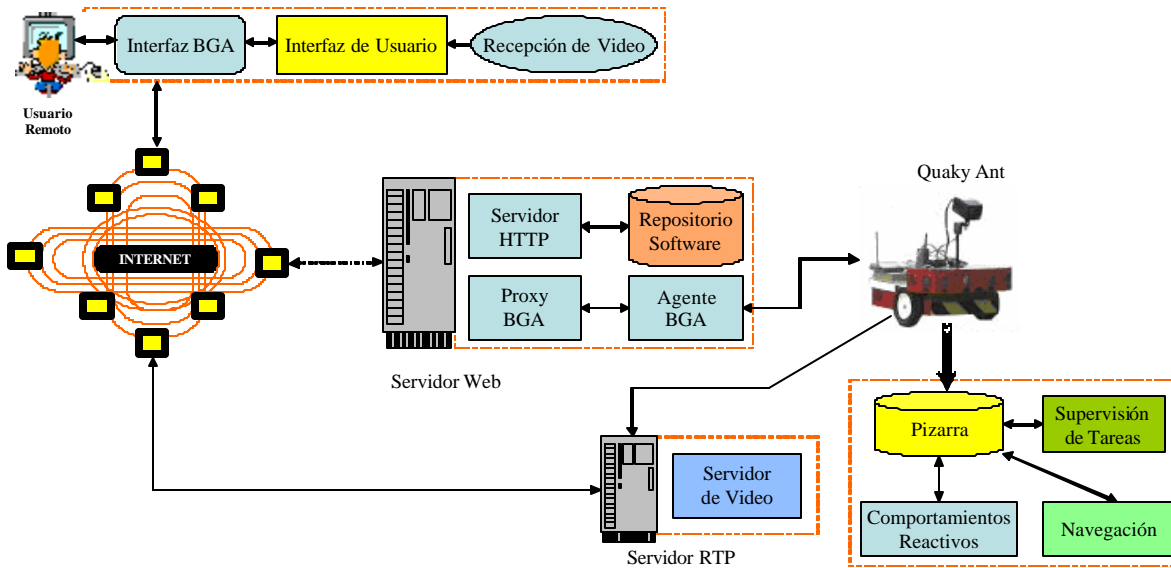 Interfaz BGA
Interfaz de Usuario
Recepción de Video
Usuario
Remoto
INTERNET
Servidor
HTTP
Repositorio
Software
Proxy
BGA
Agente
BGA
Servidor Web
Quaky Ant
Pizarra
Supervisión
de Tareas
Comportamientos
Reactivos
Navegación
Servidor
de Video
Servidor RTP